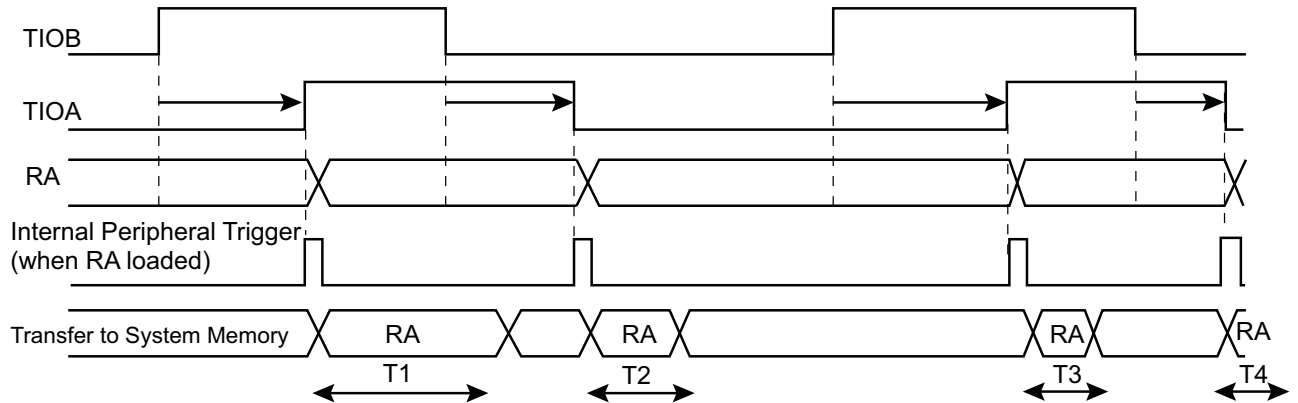 TIOB
TIOA
RA
Internal Peripheral Trigger
(when RA loaded)
Transfer to System Memory RA RA RA RA
T1 T2 T3 T4